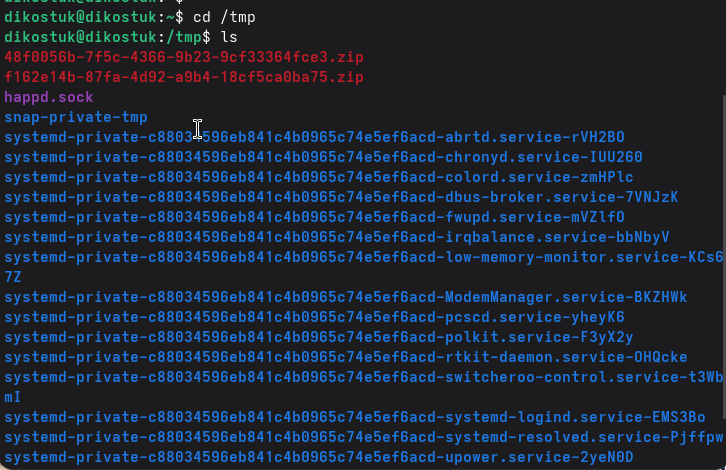 dikostuk@dikostuk:~$ cd /tmp
dikostuk@dikostuk:/tmp$ ls
48f0056b-7f5c-4366-9b23-9cf33364fce3.zip
f162e14b-87fa-4d92-a9b4-18cf5ca0ba75.zip
happd.sock
snap-private-tmp
systemd-private-c88034596eb841c4b0965c74e5ef6acd-abrtd.service-rVH2BO
systemd-private-c88034596eb841c4b0965c74e5ef6acd-chronyd.service-IUU260
systemd-private-c88034596eb841c4b0965c74e5ef6acd-colord.service-zmHPlc
systemd-private-c88034596eb841c4b0965c74e5ef6acd-dbus-broker.service-7VNJzK
systemd-private-c88034596eb841c4b0965c74e5ef6acd-fwupd.service-mVZlfO
systemd-private-c88034596eb841c4b0965c74e5ef6acd-irqbalance.service-bbNbyV
systemd-private-c88034596eb841c4b0965c74e5ef6acd-low-memory-monitor.service-KCs6
7Z
systemd-private-c88034596eb841c4b0965c74e5ef6acd-ModemManager.service-BKZHWk
systemd-private-c88034596eb841c4b0965c74e5ef6acd-pcscd.service-yheyK6
systemd-private-c88034596eb841c4b0965c74e5ef6acd-polkit.service-F3yX2y
systemd-private-c88034596eb841c4b0965c74e5ef6acd-rtkit-daemon.service-OHQcke
systemd-private-c88034596eb841c4b0965c74e5ef6acd-switcheroo-control.service-t3Wb
mI
systemd-private-c88034596eb841c4b0965c74e5ef6acd-systemd-logind.service-EMS3Bo
systemd-private-c88034596eb841c4b0965c74e5ef6acd-systemd-resolved.service-Pjffpw
systemd-private-c88034596eb841c4b0965c74e5ef6acd-upower.service-2yeN0D